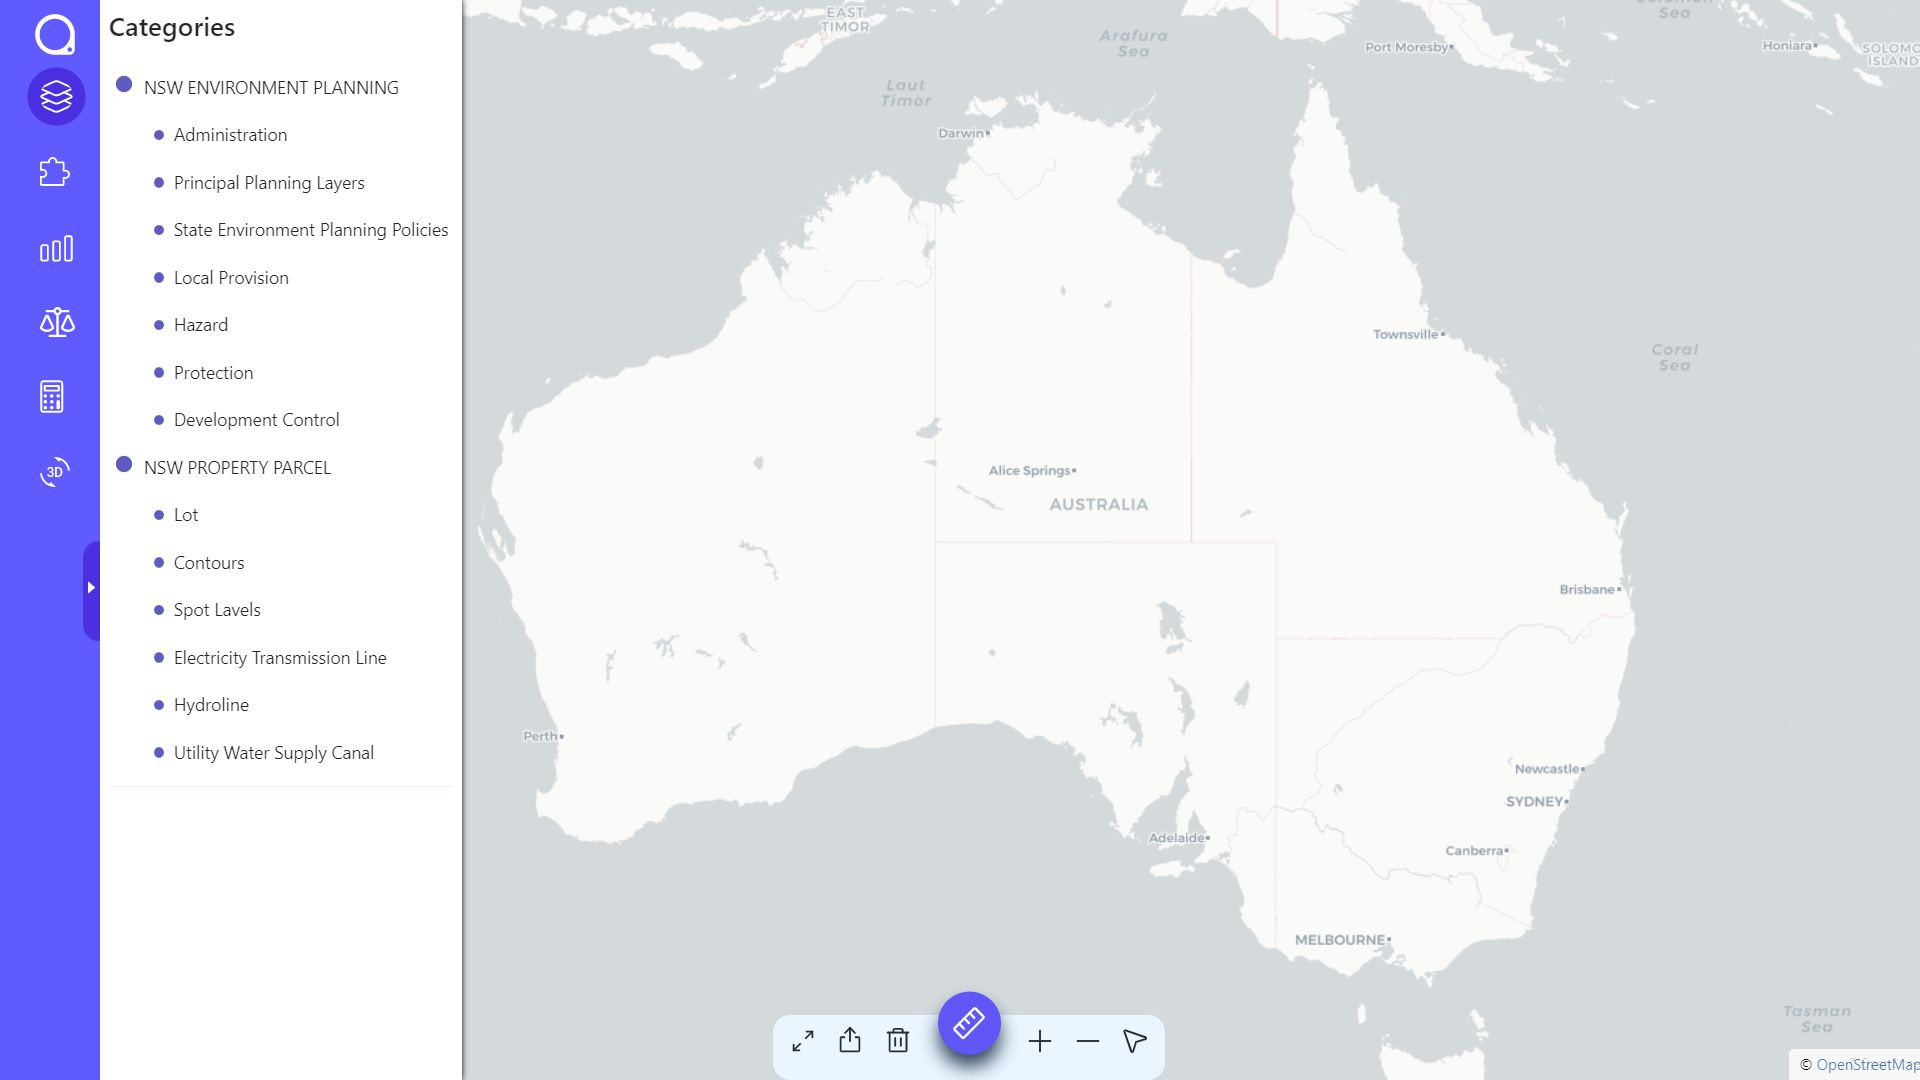 Categories
NSW ENVIRONMENT PLANNING
Administration
Principal Planning Layers
State Environment Planning Policies
Local Provision
Hazard
Protection
Development Control
NSW PROPERTY PARCEL
Lot
Contours
Spot Lavels
Electricity Transmission Line
Hydroline
Utility Water Supply Canal
3D
EAST
TIMOR
Arafura
Sea
Sea
Port Moresby
Honiara
SOLOMO
ISLAND
Laut
Timor
Darwin
Townsville
Coral
Sea
Alice Springs
AUSTRALIA
Brisbane
Perth
Newcastle
SYDNEY
Adelaide
Canberra
MELBOURNE
Tasman
Sea
© OpenStreetMap